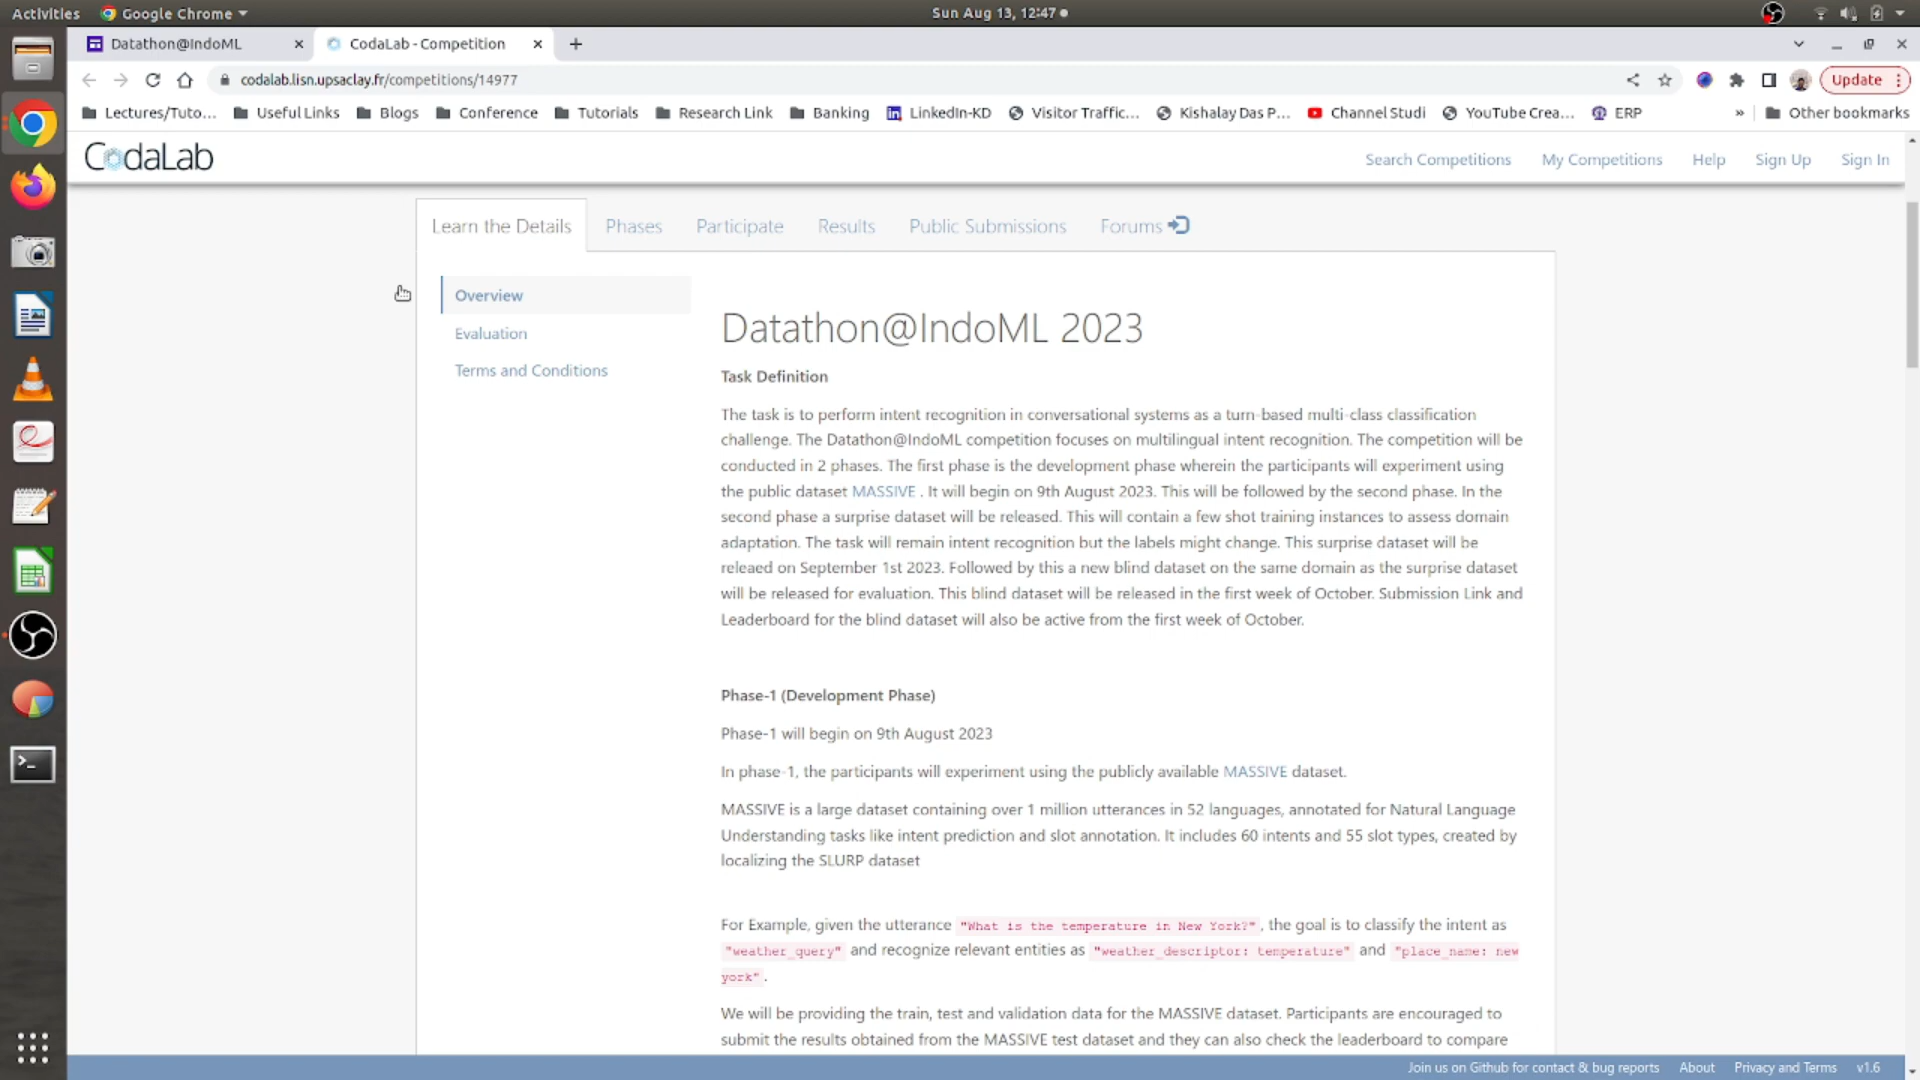 Activities
Google Chrome
Sun Aug 13, 12:47
Datathon@IndoML
CodaLab - Competition
codalab.lisn.upsaclay.fr/competitions/14977
Update
Lectures/Tuto...
Useful Links
Blogs
Conference
Tutorials
Research Link
Banking
LinkedIn-KD
Visitor Traffic...
Kishalay Das P...
Channel Studi
YouTube Crea...
ERP
»
Other bookmarks
CodaLab
Search Competitions
My Competitions
Help
Sign Up
Sign In
Learn the Details
Phases
Participate
Results
Public Submissions
Forums
Overview
Evaluation
Terms and Conditions
Datathon@IndoML 2023
Task Definition
The task is to perform intent recognition in conversational systems as a turn-based multi-class classification
challenge. The Datathon@IndoML competition focuses on multilingual intent recognition. The competition will be
conducted in 2 phases. The first phase is the development phase wherein the participants will experiment using
the public dataset MASSIVE . It will begin on 9th August 2023. This will be followed by the second phase. In the
second phase a surprise dataset will be released. This will contain a few shot training instances to assess domain
adaptation. The task will remain intent recognition but the labels might change. This surprise dataset will be
releaed on September 1st 2023. Followed by this a new blind dataset on the same domain as the surprise dataset
will be released for evaluation. This blind dataset will be released in the first week of October. Submission Link and
Leaderboard for the blind dataset will also be active from the first week of October.
Phase-1 (Development Phase)
Phase-1 will begin on 9th August 2023
In phase-1, the participants will experiment using the publicly available MASSIVE dataset.
MASSIVE is a large dataset containing over 1 million utterances in 52 languages, annotated for Natural Language
Understanding tasks like intent prediction and slot annotation. It includes 60 intents and 55 slot types, created by
localizing the SLURP dataset
For Example, given the utterance "What is the temperature in New York?", the goal is to classify the intent as
"weather_query" and recognize relevant entities as "weather_descriptor: temperature" and "place_name: new
york".
We will be providing the train, test and validation data for the MASSIVE dataset. Participants are encouraged to
submit the results obtained from the MASSIVE test dataset and they can also check the leaderboard to compare
Join us on Github for contact & bug reports
About
Privacy and Terms
v1.6